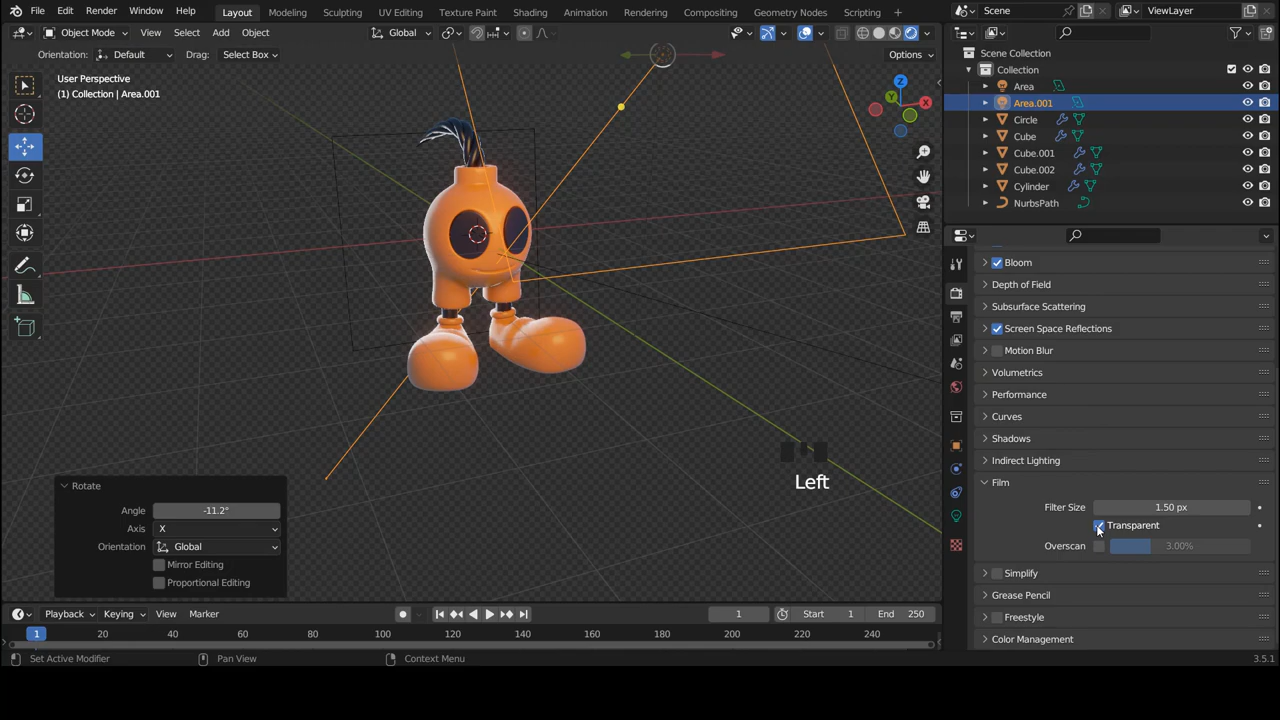 File Edit Render Window Help Layout Modeling Sculpting UV Editing Texture Paint Shading Animation Rendering Compositing Geometry Nodes Scripting + Scene ViewLayer
Object Mode View Select Add Object Global
Orientation: Default Drag: Select Box Options
User Perspective
(1) Collection | Area.001
Z
Y
X
Scene Collection
Collection
Area
Area.001
Circle
Cube
Cube.001
Cube.002
Cylinder
NurbsPath
Bloom
Depth of Field
Subsurface Scattering
Screen Space Reflections
Motion Blur
Volumetrics
Performance
Curves
Shadows
Indirect Lighting
Film
Filter Size 1.50 px
Transparent
Overscan 3.00%
Simplify
Grease Pencil
Freestyle
Color Management
Left
Rotate
Angle -11.2°
Axis X
Orientation Global
Mirror Editing
Proportional Editing
Playback Keying View Marker 1 Start 1 End 250
1 20 40 60 80 100 120 140 160 180 200 220 240
Set Active Modifier Pan View Context Menu 3.5.1